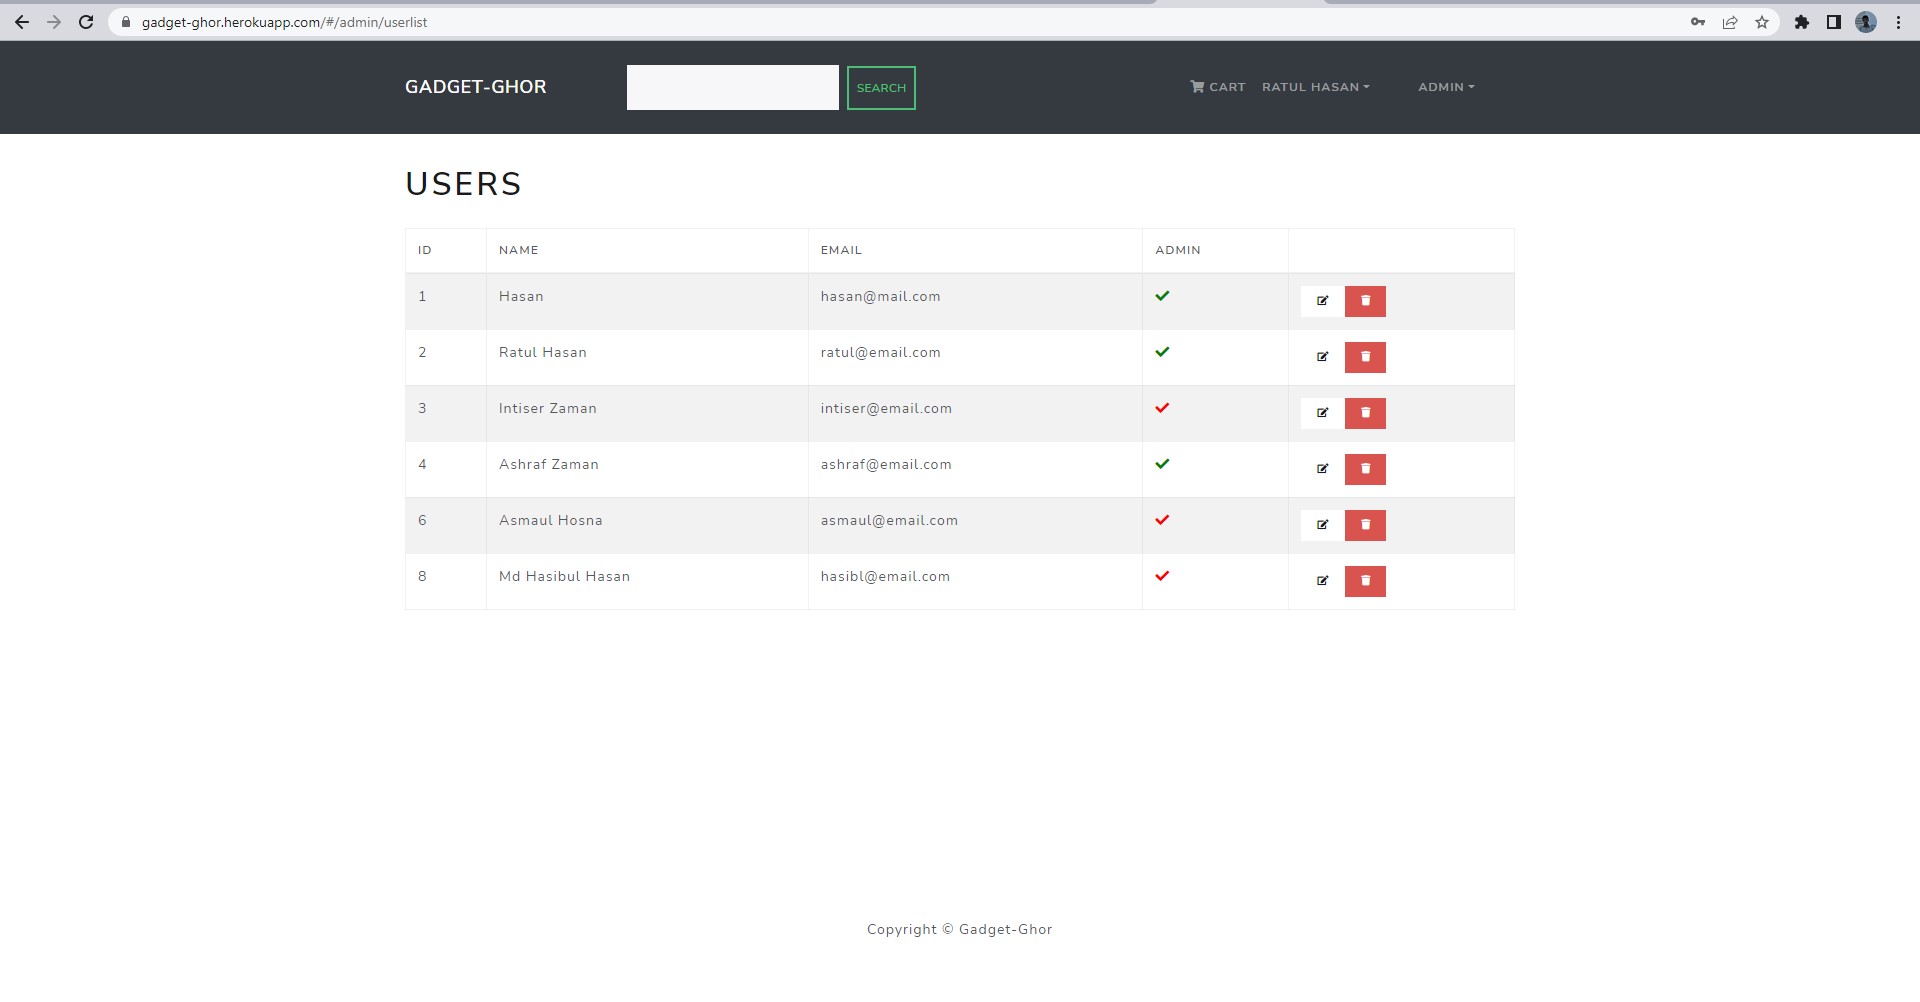 gadget-ghor.herokuapp.com/#/admin/userlist
GADGET-GHOR SEARCH CART RATUL HASAN ADMIN
USERS
ID NAME EMAIL ADMIN
1 Hasan hasan@mail.com
2 Ratul Hasan ratul@email.com
3 Intiser Zaman intiser@email.com
4 Ashraf Zaman ashraf@email.com
6 Asmaul Hosna asmaul@email.com
8 Md Hasibul Hasan hasibl@email.com
Copyright © Gadget-Ghor